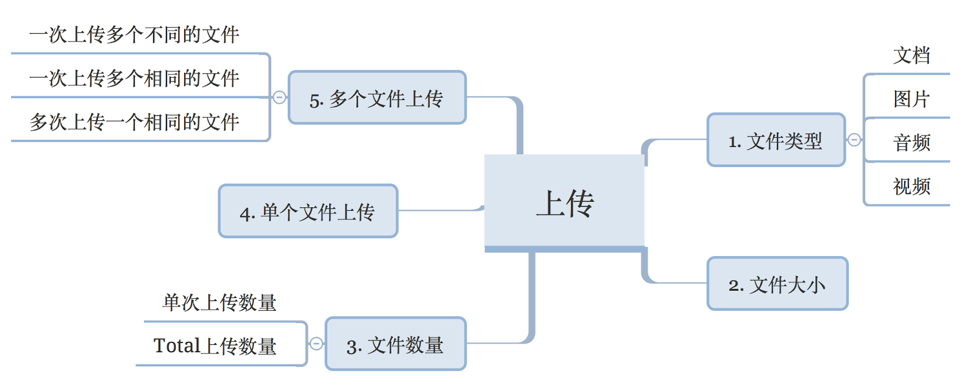 上传
1. 文件类型
文档
图片
音频
视频
2. 文件大小
3. 文件数量
单次上传数量
Total上传数量
4. 单个文件上传
5. 多个文件上传
一次上传多个不同的文件
一次上传多个相同的文件
多次上传一个相同的文件